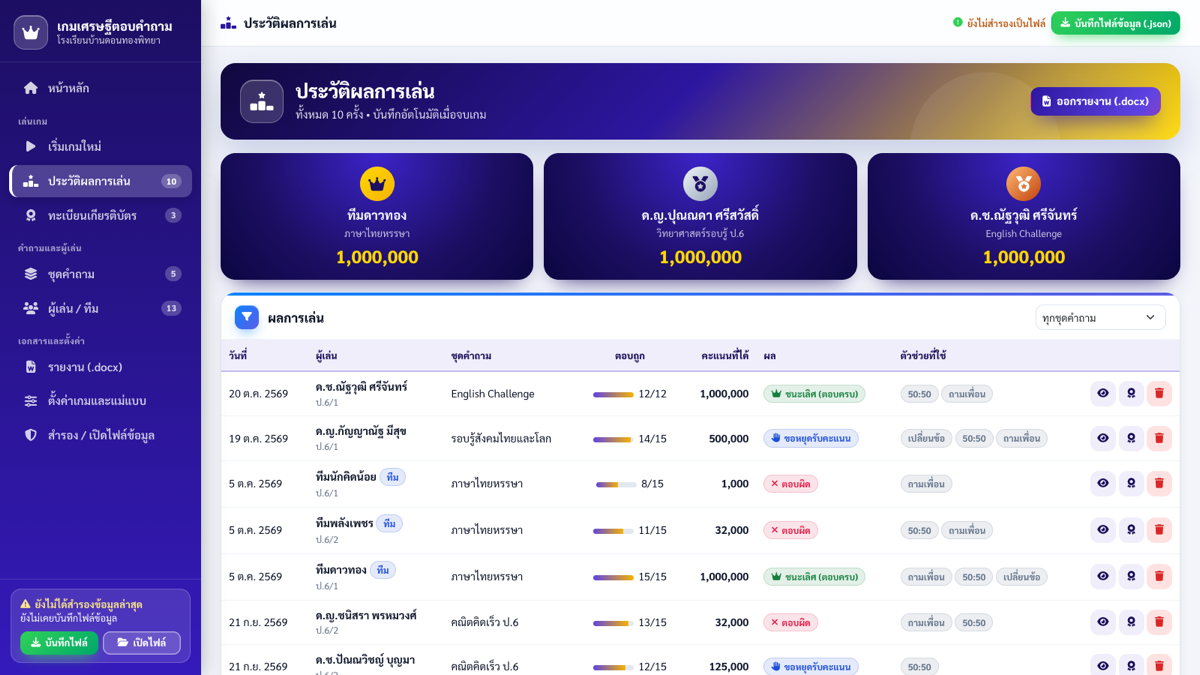 เกมเศรษฐีตอบคำถาม
โรงเรียนบ้านดอนทองพิทยา
หน้าหลัก
เล่นเกม
เริ่มเกมใหม่
ประวัติผลการเล่น 10
ทะเบียนเกียรติบัตร 3
คำถามและผู้เล่น
ชุดคำถาม 5
ผู้เล่น / ทีม 13
เอกสารและตั้งค่า
รายงาน (.docx)
ตั้งค่าเกมและแม่แบบ
สำรอง / เปิดไฟล์ข้อมูล
ยังไม่ได้สำรองข้อมูลล่าสุด
ยังไม่เคยบันทึกไฟล์ข้อมูล
บันทึกไฟล์ เปิดไฟล์
ประวัติผลการเล่น
ยังไม่สำรองเป็นไฟล์
บันทึกไฟล์ข้อมูล (.json)
ประวัติผลการเล่น
ทั้งหมด 10 ครั้ง • บันทึกอัตโนมัติเมื่อจบเกม
ออกรายงาน (.docx)
ทีมดาวทอง
ภาษาไทยหรรษา
1,000,000
ด.ญ.ปุณณดา ศรีสวัสดิ์
วิทยาศาสตร์รอบรู้ ป.6
1,000,000
ด.ช.ณัฐวุฒิ ศรีจันทร์
English Challenge
1,000,000
ผลการเล่น
ทุกชุดคำถาม
วันที่ ผู้เล่น ชุดคำถาม ตอบถูก คะแนนที่ได้ ผล ตัวช่วยที่ใช้
20 ต.ค. 2569 ด.ช.ณัฐวุฒิ ศรีจันทร์ English Challenge 12/12 1,000,000 ชนะเลิศ (ตอบครบ) 50:50 ถามเพื่อน
ป.6/1
19 ต.ค. 2569 ด.ญ.กัญญาณัฐ มีสุข รอบรู้สังคมไทยและโลก 14/15 500,000 ขอหยุดรับคะแนน เปลี่ยนข้อ 50:50 ถามเพื่อน
ป.6/1
5 ต.ค. 2569 ทีมนักคิดน้อย ทีม ภาษาไทยหรรษา 8/15 1,000 ตอบผิด ถามเพื่อน
ป.6/1
5 ต.ค. 2569 ทีมพลังเพชร ทีม ภาษาไทยหรรษา 11/15 32,000 ตอบผิด 50:50 ถามเพื่อน
ป.6/2
5 ต.ค. 2569 ทีมดาวทอง ทีม ภาษาไทยหรรษา 15/15 1,000,000 ชนะเลิศ (ตอบครบ) ถามเพื่อน 50:50 เปลี่ยนข้อ
ป.6/1
21 ก.ย. 2569 ด.ญ.ชนิสรา พรหมวงศ์ คณิตคิดเร็ว ป.6 13/15 32,000 ตอบผิด ถามเพื่อน 50:50
ป.6/2
21 ก.ย. 2569 ด.ช.ปัณณวิชญ์ บุญมา คณิตคิดเร็ว ป.6 12/15 125,000 ขอหยุดรับคะแนน 50:50